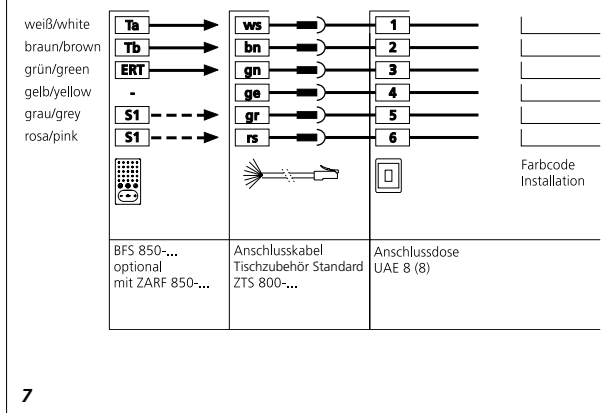 weiß/white Ta ws 1
braun/brown Tb bn 2
grün/green ERT gn 3
gelb/yellow - ge 4
grau/grey S1 gr 5
rosa/pink S1 rs 6
Farbcode
Installation
BFS 850-...
optional
mit ZARF 850-...
Anschlusskabel
Tischzubehör Standard
ZTS 800-...
Anschlussdose
UAE 8 (8)
7